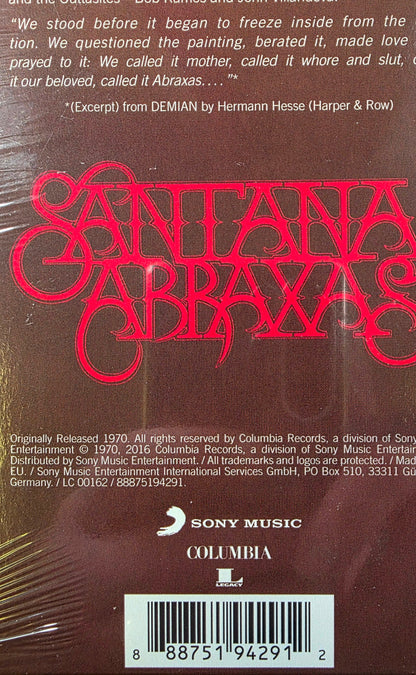 "We stood before it began to freeze inside from the
tion. We questioned the painting, berated it, made love
prayed to it: We called it mother, called it whore and slut,
it our beloved, called it Abraxas...."*
*(Excerpt) from DEMIAN by Hermann Hesse (Harper & Row)
SANTANA
ABRAXAS
Originally Released 1970. All rights reserved by Columbia Records, a division of Sony
Entertainment © 1970, 2016 Columbia Records, a division of Sony Music Entertain
Distributed by Sony Music Entertainment. / All trademarks and logos are protected. / Mad
EU. / Sony Music Entertainment International Services GmbH, PO Box 510, 33311 Gü
Germany. / LC 00162 / 88875194291.
SONY MUSIC
COLUMBIA
L
LEGACY
8 88751 94291 2